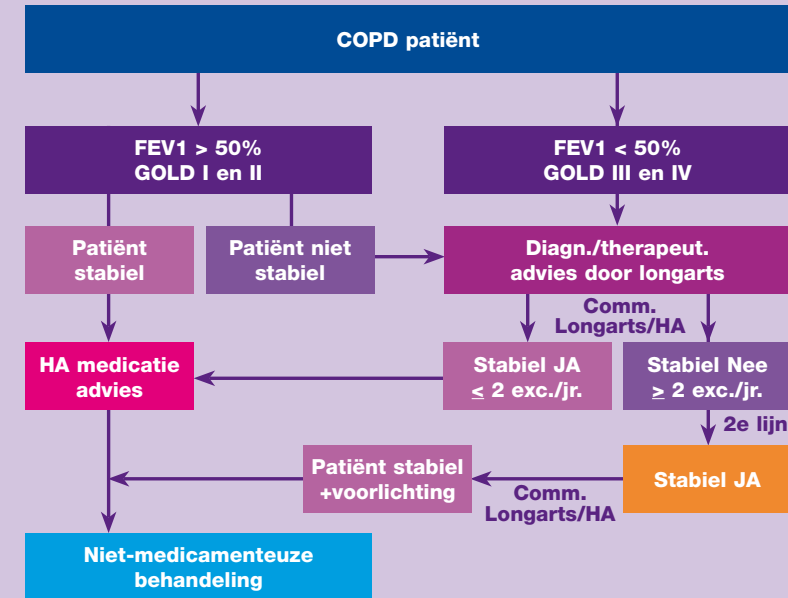 COPD patiënt
FEV1 > 50%
GOLD I en II
FEV1 < 50%
GOLD III en IV
Patiënt
stabiel
Patiënt niet
stabiel
Diagn./therapeut.
advies door longarts
Comm.
Longarts/HA
HA medicatie
advies
Stabiel JA
≤ 2 exc./jr.
Stabiel Nee
≥ 2 exc./jr.
2e lijn
Patiënt stabiel
+voorlichting
Comm.
Longarts/HA
Stabiel JA
Niet-medicamenteuze
behandeling